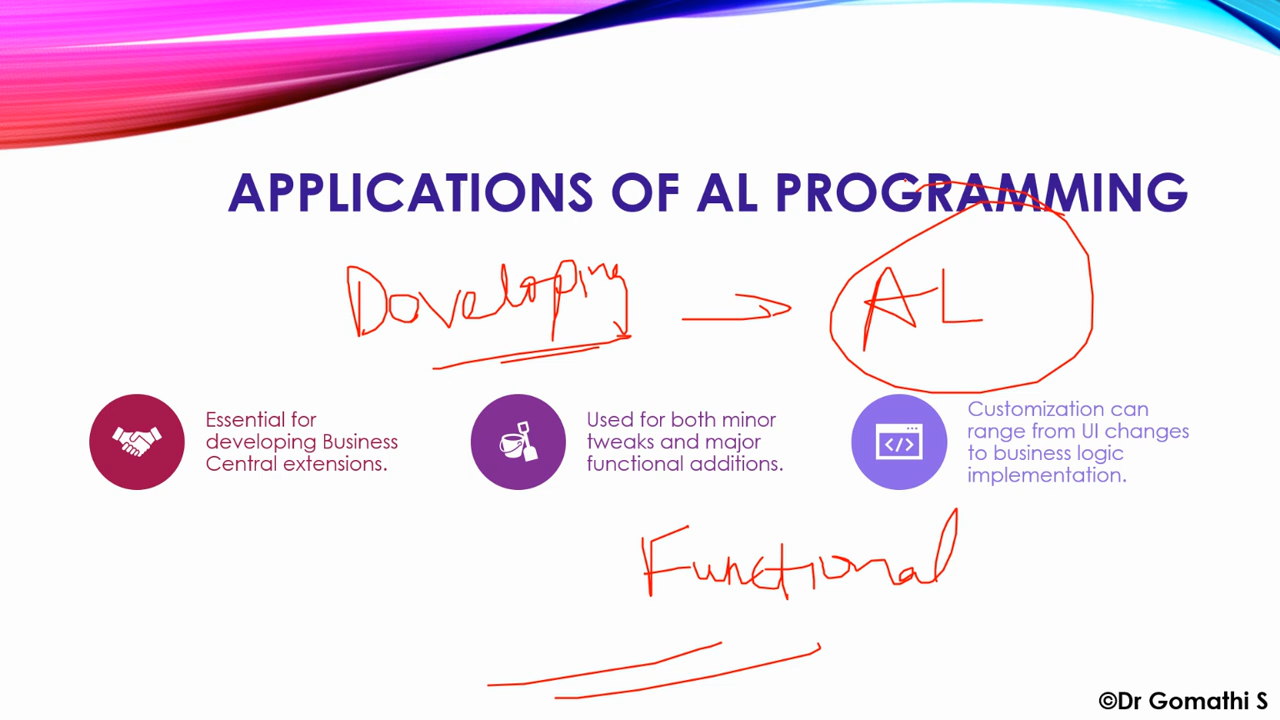 APPLICATIONS OF AL PROGRAMMING
Developing → AL
Essential for
developing Business
Central extensions.
Used for both minor
tweaks and major
functional additions.
</>
Customization can
range from UI changes
to business logic
implementation.
Functional
©Dr Gomathi S